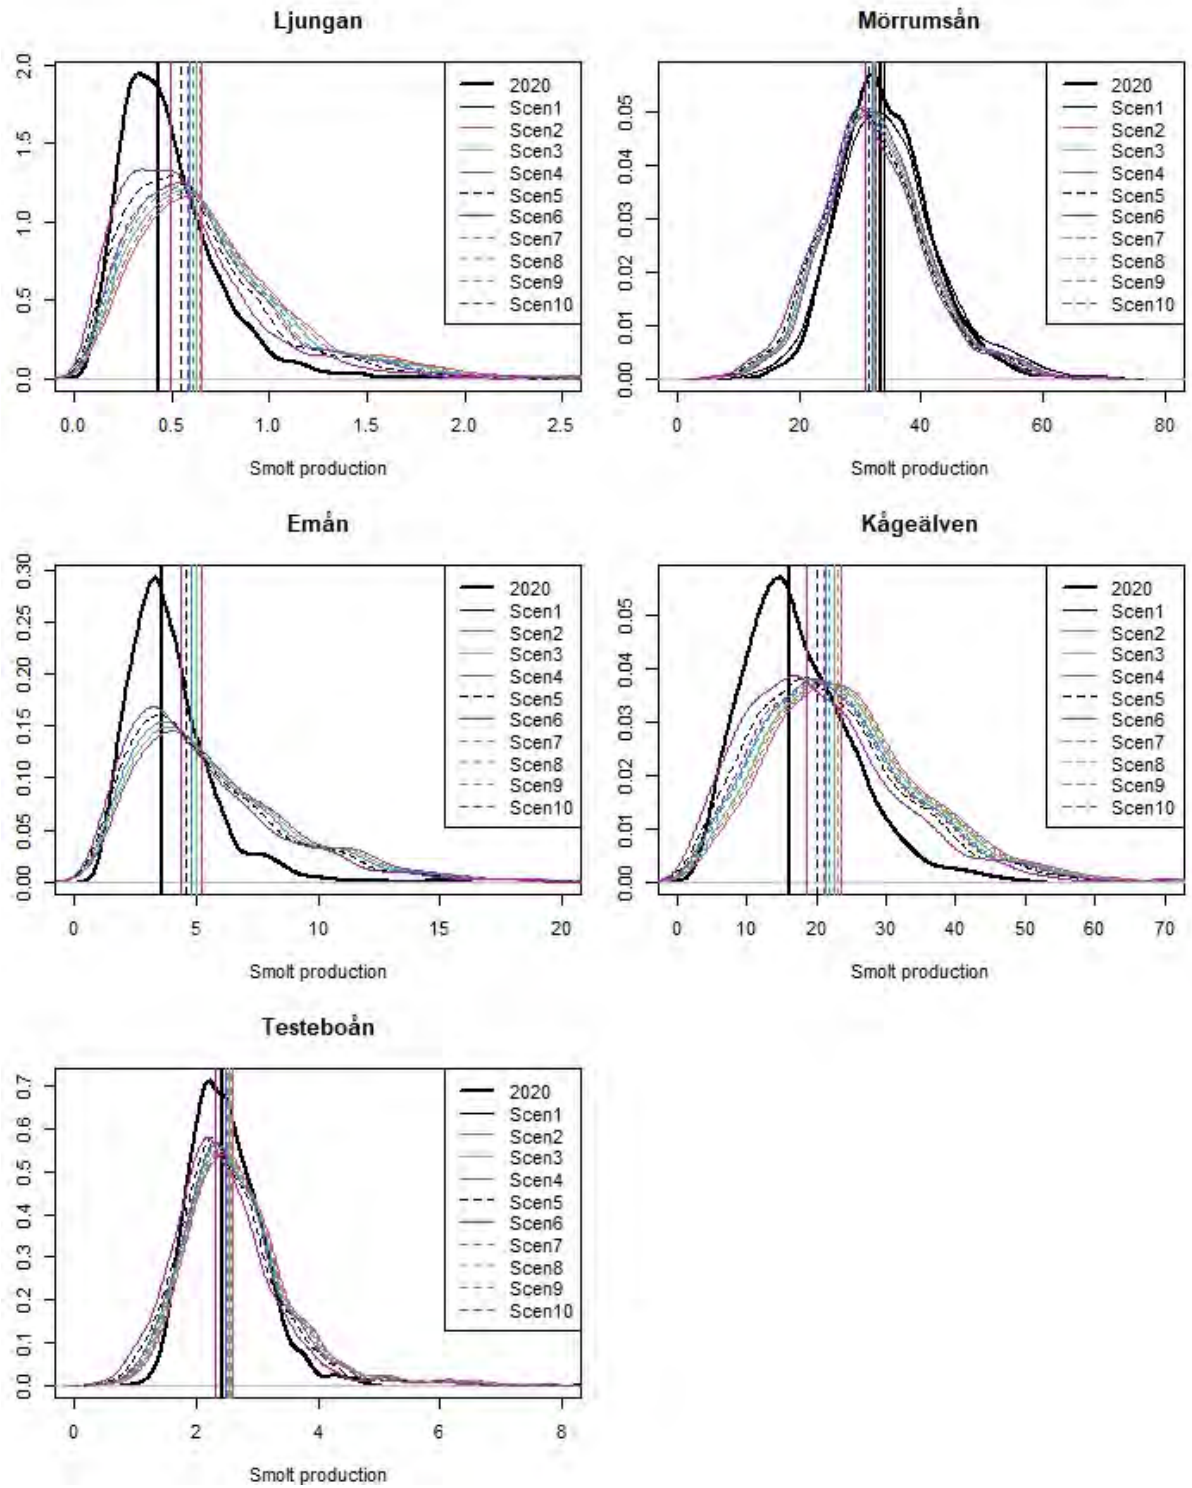 Ljungan
2.0
1.5
1.0
0.5
0.0
2020
Scen1
Scen2
Scen3
Scen4
Scen5
Scen6
Scen7
Scen8
Scen9
Scen10
0.0 0.5 1.0 1.5 2.0 2.5
Smolt production
Mörrumsån
0.05
0.04
0.03
0.02
0.01
0.00
2020
Scen1
Scen2
Scen3
Scen4
Scen5
Scen6
Scen7
Scen8
Scen9
Scen10
0 20 40 60 80
Smolt production
Emån
0.30
0.25
0.20
0.15
0.10
0.05
0.00
2020
Scen1
Scen2
Scen3
Scen4
Scen5
Scen6
Scen7
Scen8
Scen9
Scen10
0 5 10 15 20
Smolt production
Kågeälven
0.05
0.04
0.03
0.02
0.01
0.00
2020
Scen1
Scen2
Scen3
Scen4
Scen5
Scen6
Scen7
Scen8
Scen9
Scen10
0 10 20 30 40 50 60 70
Smolt production
Testeboån
0.7
0.6
0.5
0.4
0.3
0.2
0.1
0.0
2020
Scen1
Scen2
Scen3
Scen4
Scen5
Scen6
Scen7
Scen8
Scen9
Scen10
0 2 4 6 8
Smolt production